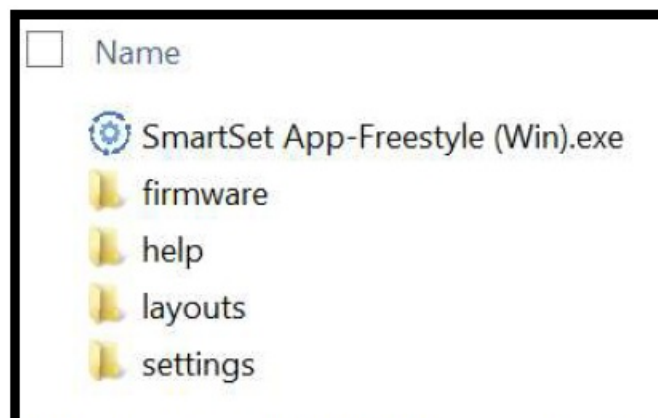 Name
SmartSet App-Freestyle (Win).exe
firmware
help
layouts
settings